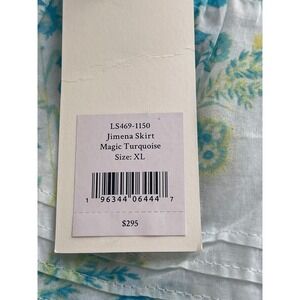 LS469-1150
Jimena Skirt
Magic Turquoise
Size: XL
1 96344 06444 7
$295